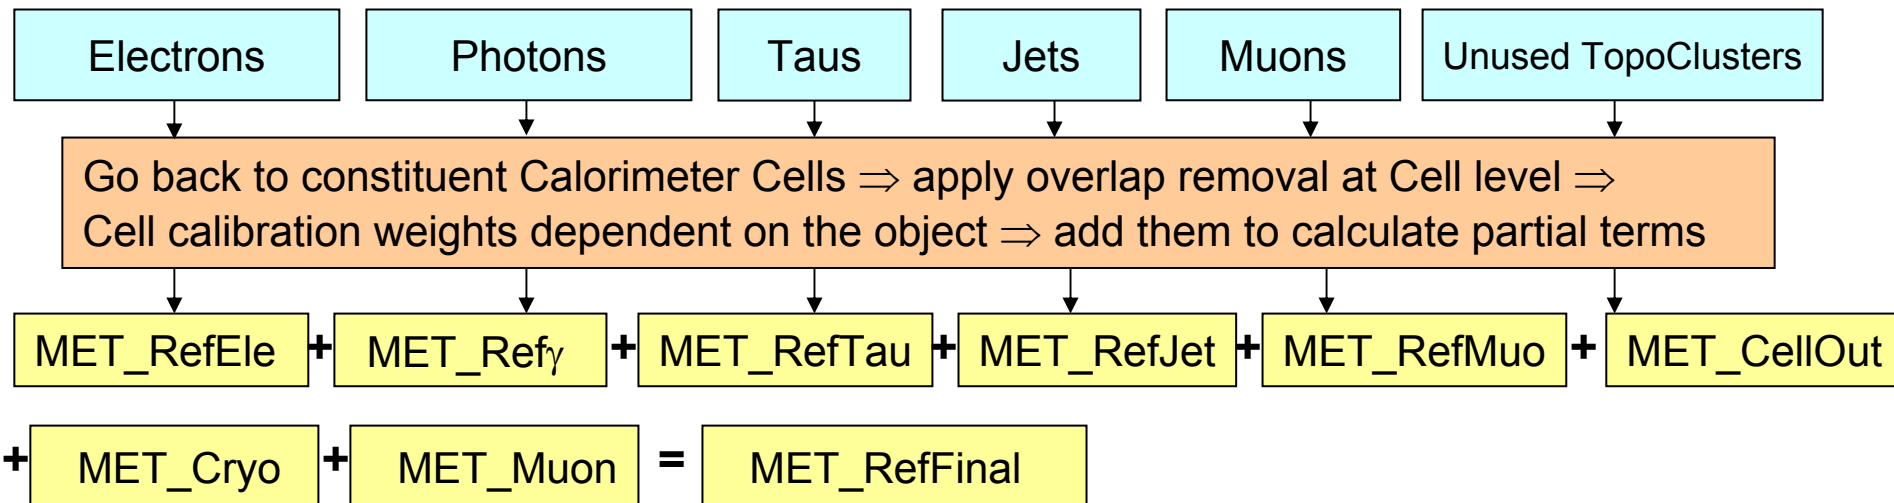 Electrons Photons Taus Jets Muons Unused TopoClusters
Go back to constituent Calorimeter Cells ⇒ apply overlap removal at Cell level ⇒
Cell calibration weights dependent on the object ⇒ add them to calculate partial terms
MET_RefEle + MET_Refγ + MET_RefTau + MET_RefJet + MET_RefMuo + MET_CellOut
+ MET_Cryo + MET_Muon = MET_RefFinal